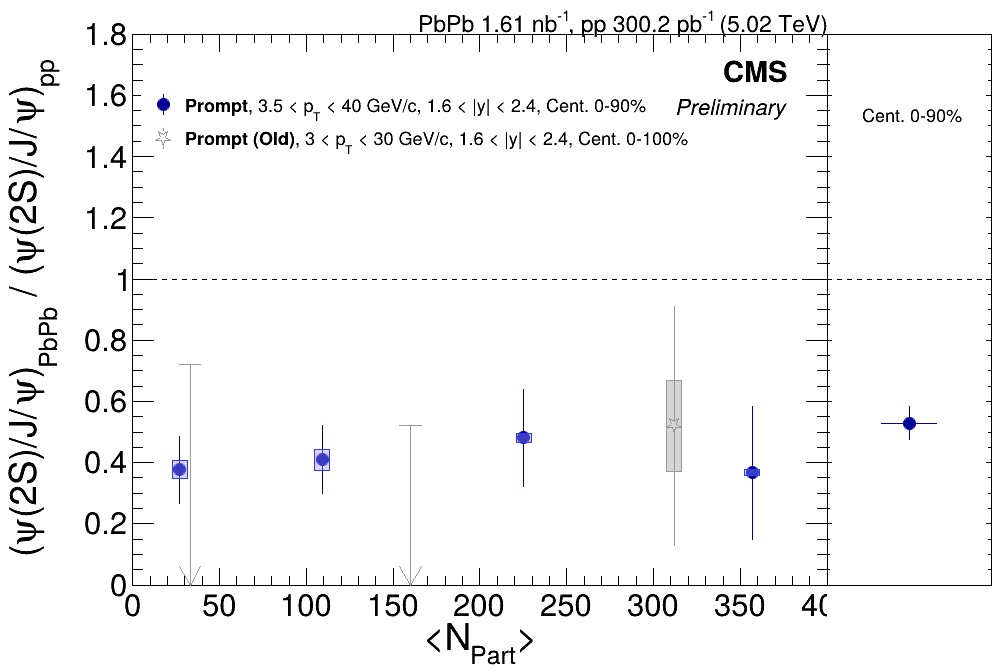 PbPb 1.61 nb-1, pp 300.2 pb-1 (5.02 TeV)
CMS
Preliminary
Prompt, 3.5 < pT < 40 GeV/c, 1.6 < |y| < 2.4, Cent. 0-90%
Prompt (Old), 3 < pT < 30 GeV/c, 1.6 < |y| < 2.4, Cent. 0-100%
Cent. 0-90%
(ψ(2S)/J/ψ)PbPb / (ψ(2S)/J/ψ)pp
1.8
1.6
1.4
1.2
1
0.8
0.6
0.4
0.2
0
0 50 100 150 200 250 300 350 40
<NPart>